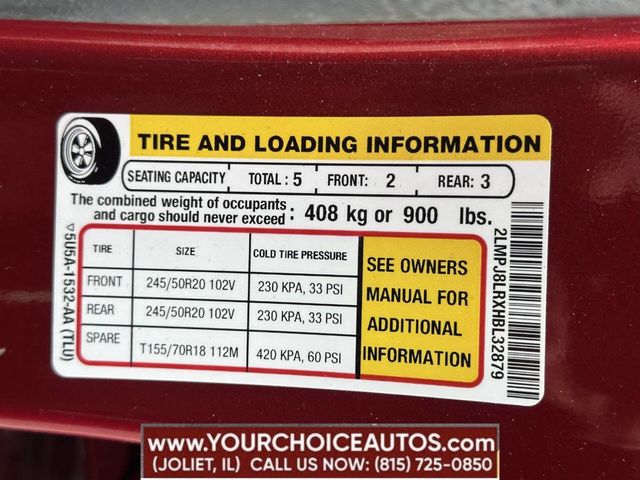 TIRE AND LOADING INFORMATION
SEATING CAPACITY TOTAL: 5 FRONT: 2 REAR: 3
The combined weight of occupants and cargo should never exceed: 408 kg or 900 lbs.
TIRE SIZE COLD TIRE PRESSURE
FRONT 245/50R20 102V 230 KPA, 33 PSI
REAR 245/50R20 102V 230 KPA, 33 PSI
SPARE T155/70R18 112M 420 KPA, 60 PSI
SEE OWNERS
MANUAL FOR
ADDITIONAL
INFORMATION
5U5A-1532-AA (TLU)
2LMPJ8LRXHBL32879
WWW.YOURCHOICEAUTOS.COM
(JOLIET, IL) CALL US NOW: (815) 725-0850